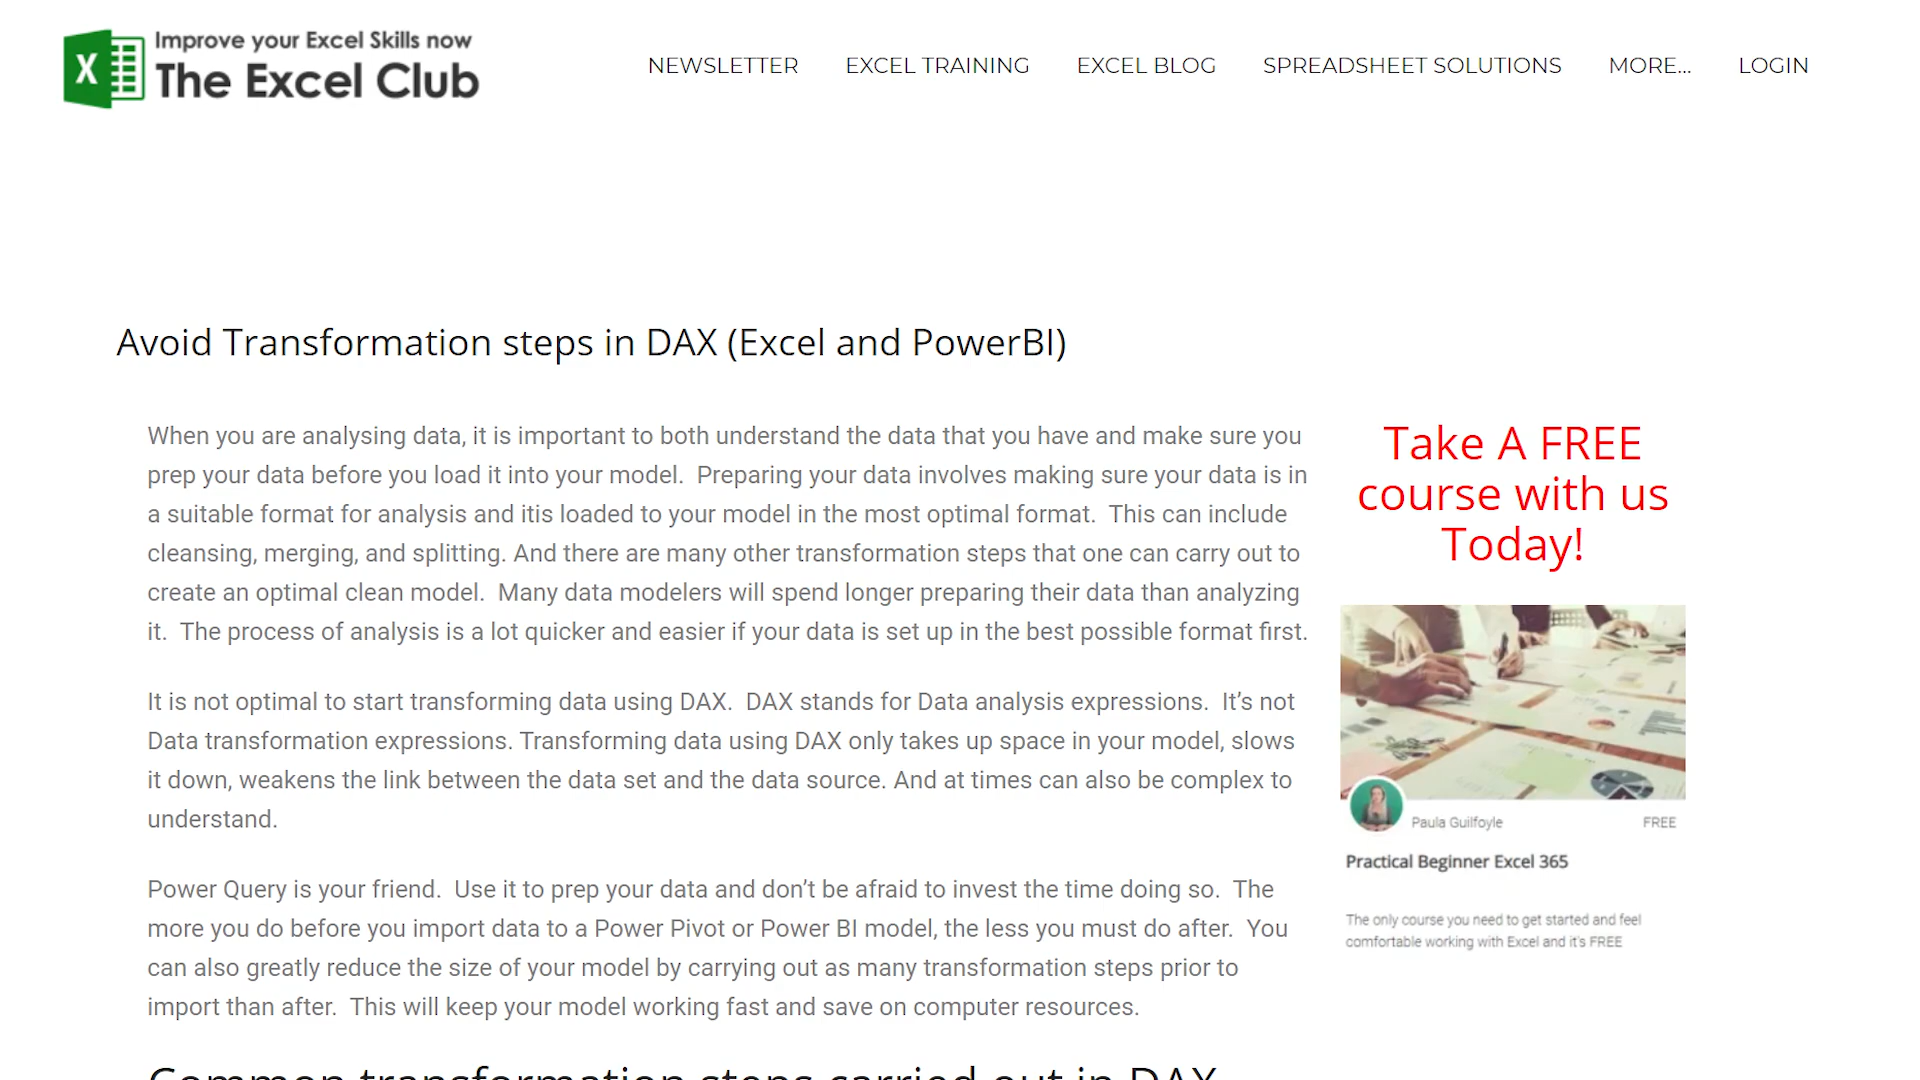 Improve your Excel Skills now
The Excel Club
NEWSLETTER EXCEL TRAINING EXCEL BLOG SPREADSHEET SOLUTIONS MORE... LOGIN
Avoid Transformation steps in DAX (Excel and PowerBI)
When you are analysing data, it is important to both understand the data that you have and make sure you
prep your data before you load it into your model.  Preparing your data involves making sure your data is in
a suitable format for analysis and itis loaded to your model in the most optimal format.  This can include
cleansing, merging, and splitting. And there are many other transformation steps that one can carry out to
create an optimal clean model.  Many data modelers will spend longer preparing their data than analyzing
it.  The process of analysis is a lot quicker and easier if your data is set up in the best possible format first.
It is not optimal to start transforming data using DAX.  DAX stands for Data analysis expressions.  It’s not
Data transformation expressions. Transforming data using DAX only takes up space in your model, slows
it down, weakens the link between the data set and the data source. And at times can also be complex to
understand.
Power Query is your friend.  Use it to prep your data and don’t be afraid to invest the time doing so.  The
more you do before you import data to a Power Pivot or Power BI model, the less you must do after.  You
can also greatly reduce the size of your model by carrying out as many transformation steps prior to
import than after.  This will keep your model working fast and save on computer resources.
Common transformation steps carried out in DAX
Take A FREE
course with us
Today!
Paula Guilfoyle FREE
Practical Beginner Excel 365
The only course you need to get started and feel
comfortable working with Excel and it's FREE